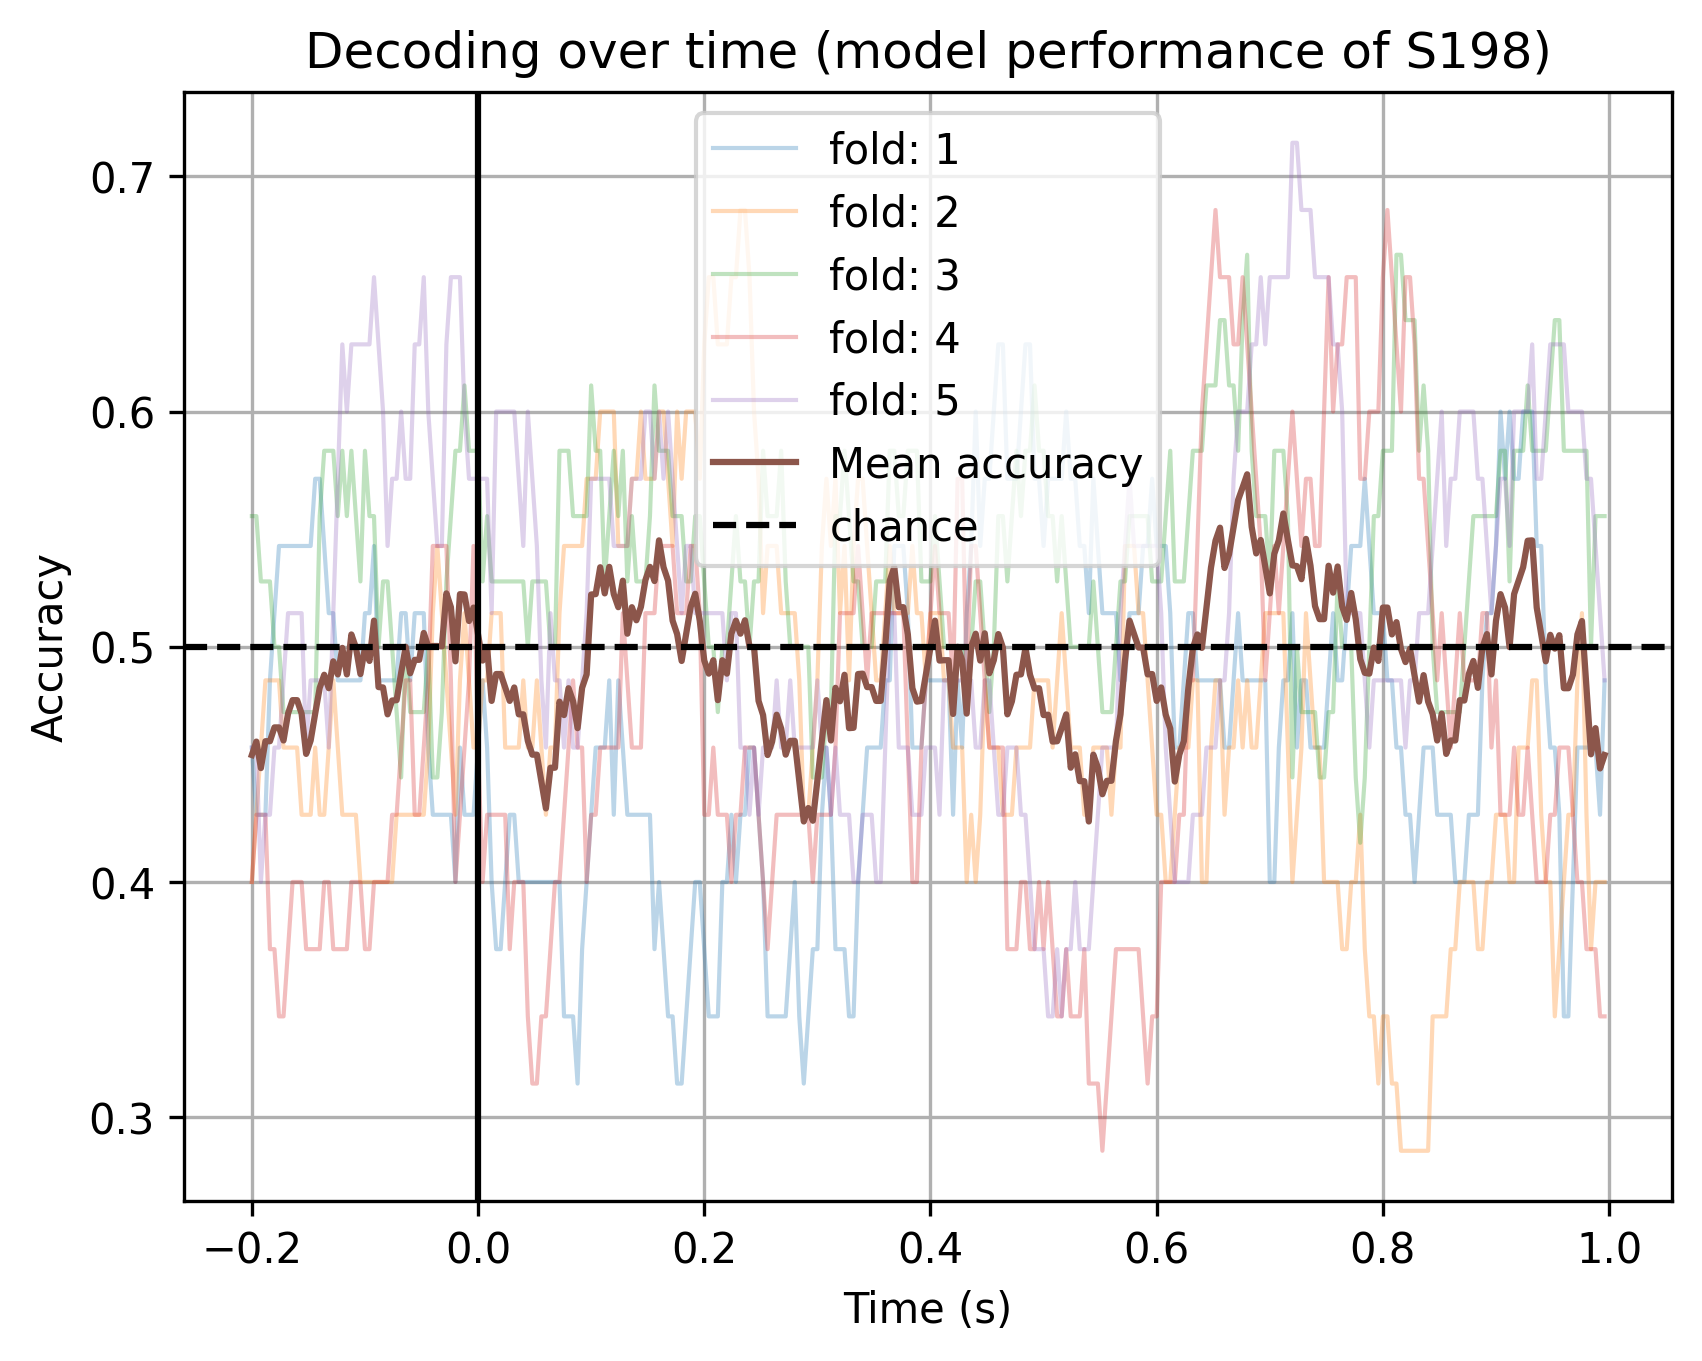 Decoding over time (model performance of S198)
fold: 1
fold: 2
fold: 3
fold: 4
fold: 5
Mean accuracy
chance
Accuracy
0.7
0.6
0.5
0.4
0.3
−0.2 0.0 0.2 0.4 0.6 0.8 1.0
Time (s)